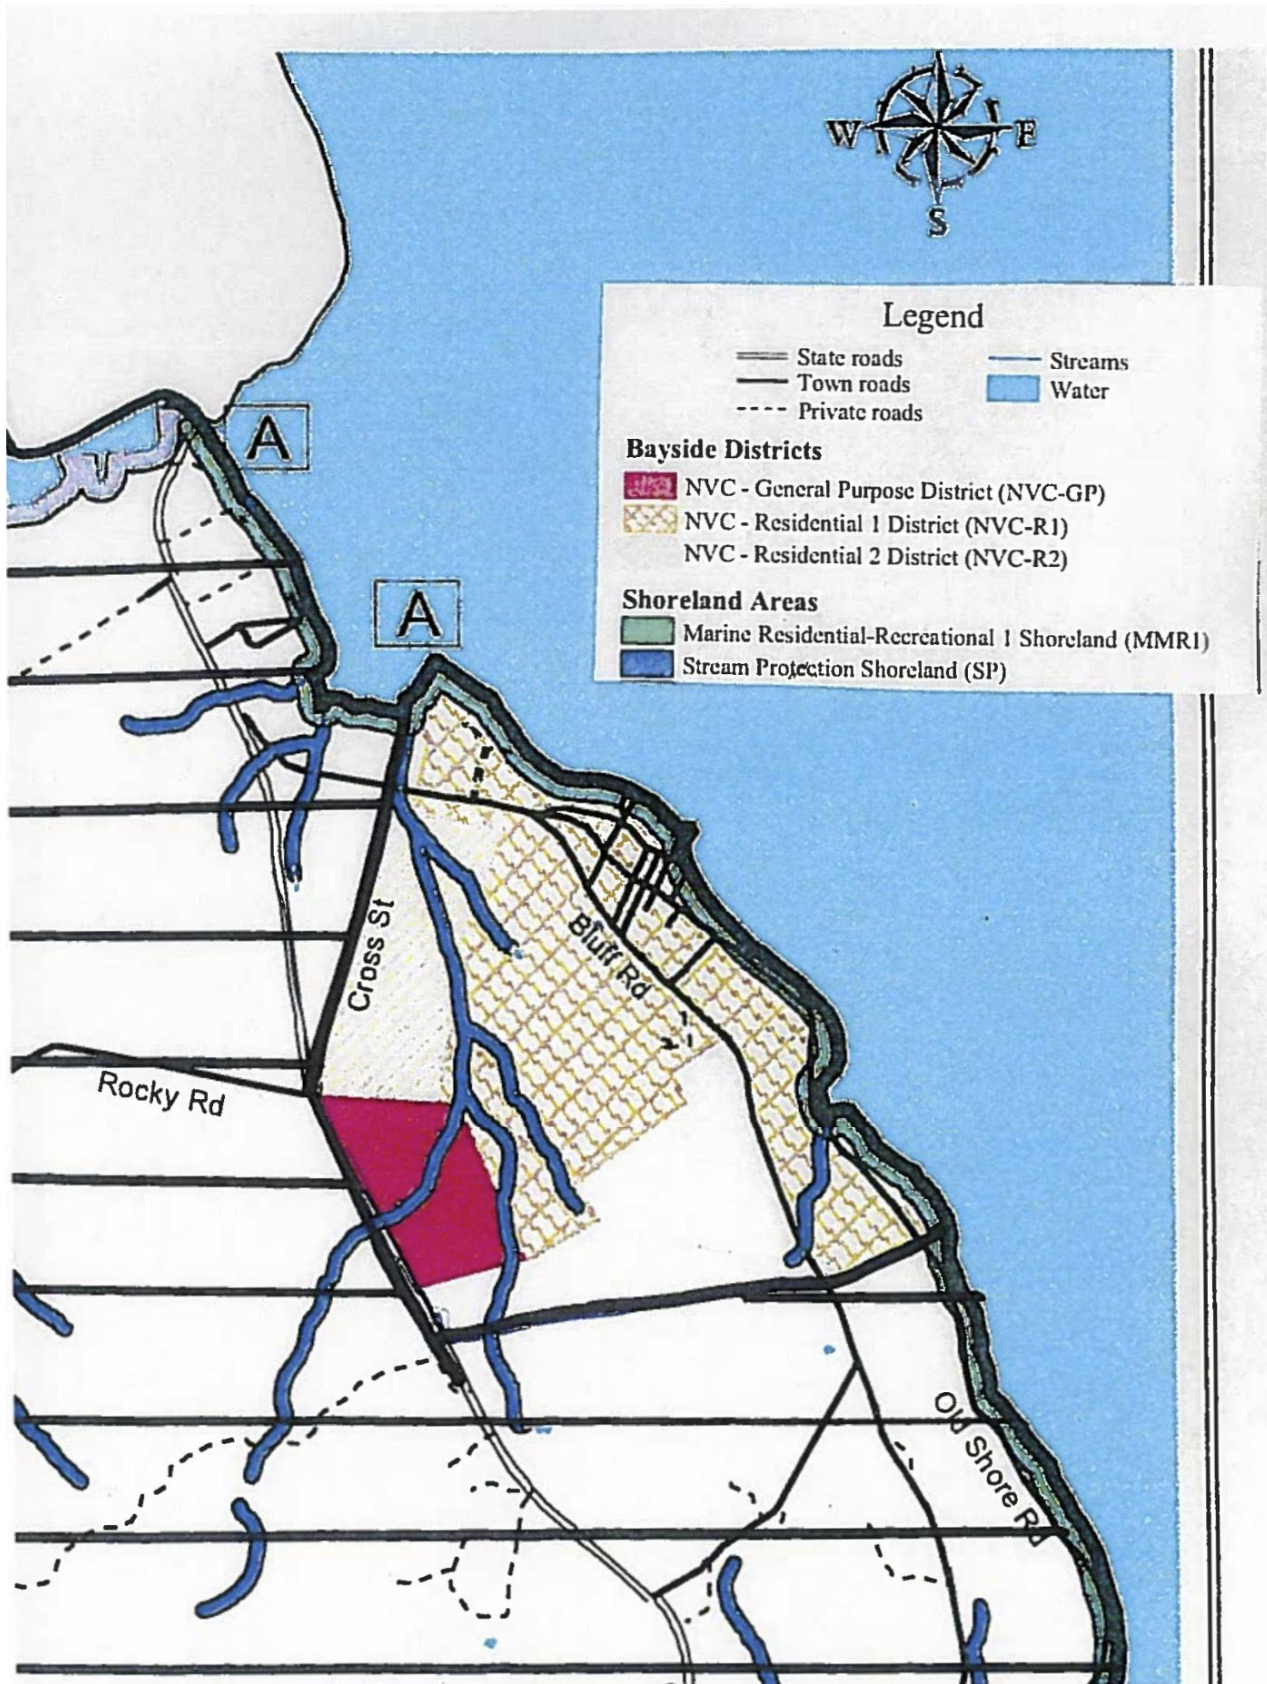 W E
S
Legend
State roads
Town roads
Private roads
Streams
Water
Bayside Districts
NVC - General Purpose District (NVC-GP)
NVC - Residential 1 District (NVC-R1)
NVC - Residential 2 District (NVC-R2)
Shoreland Areas
Marine Residential-Recreational 1 Shoreland (MMR1)
Stream Protection Shoreland (SP)
A
A
Cross St
Bluff Rd
Rocky Rd
Old Shore Rd